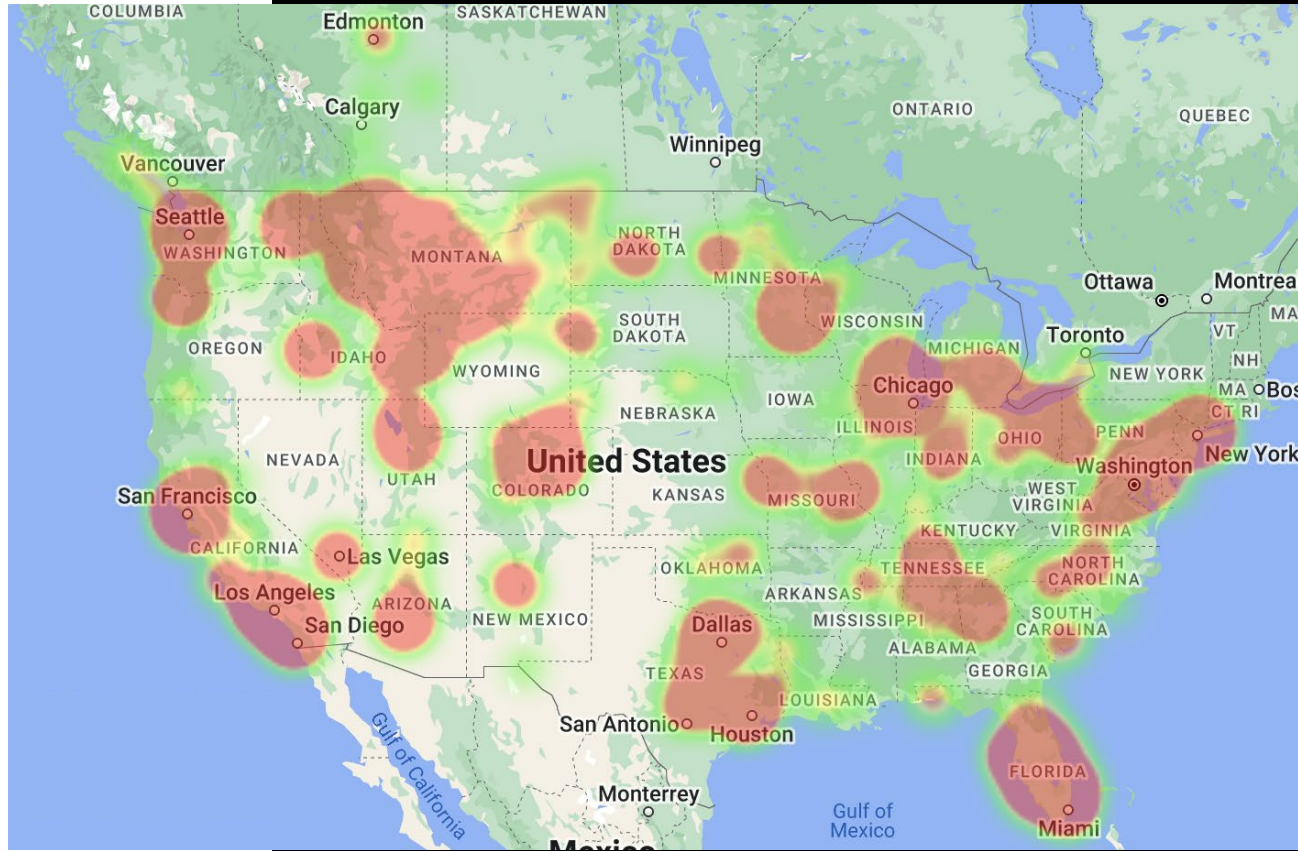 COLUMBIA
Edmonton
SASKATCHEWAN
Calgary
ONTARIO
QUEBEC
Winnipeg
Vancouver
Seattle
WASHINGTON
MONTANA
NORTH
DAKOTA
MINNESOTA
Ottawa
Montrea
OREGON
IDAHO
SOUTH
DAKOTA
WISCONSIN
MICHIGAN
Toronto
VT
MA
NH
WYOMING
NEW YORK
MA
Bos
CT RI
IOWA
Chicago
NEBRASKA
ILLINOIS
OHIO
PENN
NEVADA
UTAH
United States
COLORADO
KANSAS
MISSOURI
INDIANA
Washington
New York
WEST
VIRGINIA
VIRGINIA
San Francisco
CALIFORNIA
Las Vegas
KENTUCKY
OKLAHOMA
TENNESSEE
NORTH
CAROLINA
Los Angeles
ARIZONA
NEW MEXICO
ARKANSAS
MISSISSIPPI
SOUTH
CAROLINA
San Diego
Dallas
ALABAMA
TEXAS
GEORGIA
LOUISIANA
San Antonio
Houston
Gulf of
California
FLORIDA
Monterrey
Gulf of
Mexico
Miami
Mexico